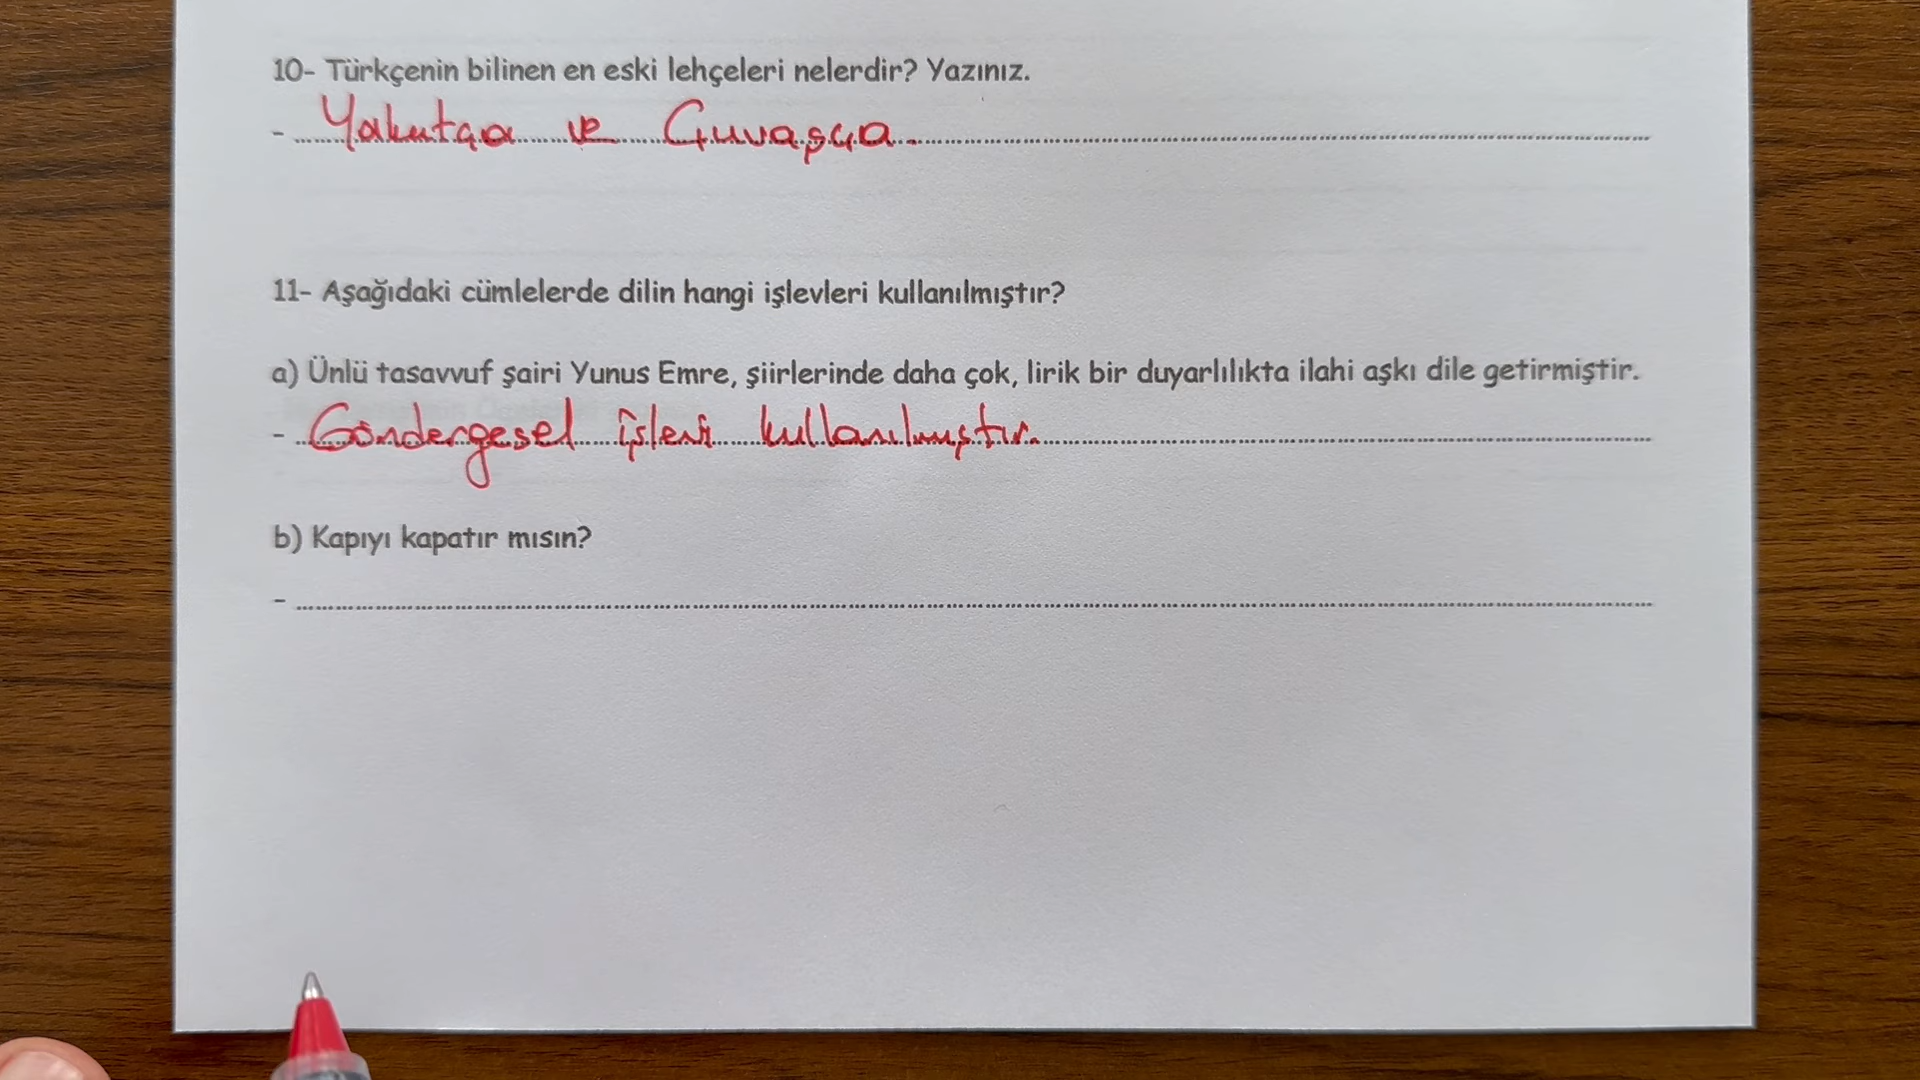 10- Türkçenin bilinen en eski lehçeleri nelerdir? Yazınız.
- Yakutça ve Çuvaşça.
11- Aşağıdaki cümlelerde dilin hangi işlevleri kullanılmıştır?
a) Ünlü tasavvuf şairi Yunus Emre, şiirlerinde daha çok, lirik bir duyarlılıkta ilahi aşkı dile getirmiştir.
- Göndergesel işlevi kullanılmıştır.
b) Kapıyı kapatır mısın?
-